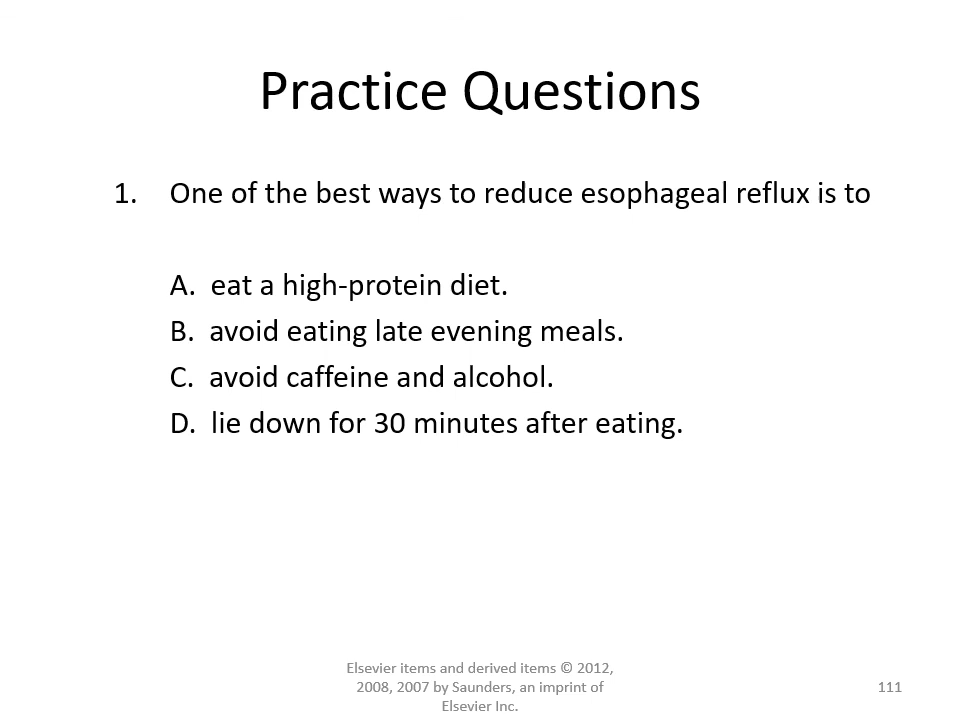 Practice Questions
1. One of the best ways to reduce esophageal reflux is to
A. eat a high-protein diet.
B. avoid eating late evening meals.
C. avoid caffeine and alcohol.
D. lie down for 30 minutes after eating.
Elsevier items and derived items © 2012,
2008, 2007 by Saunders, an imprint of
Elsevier Inc.
111